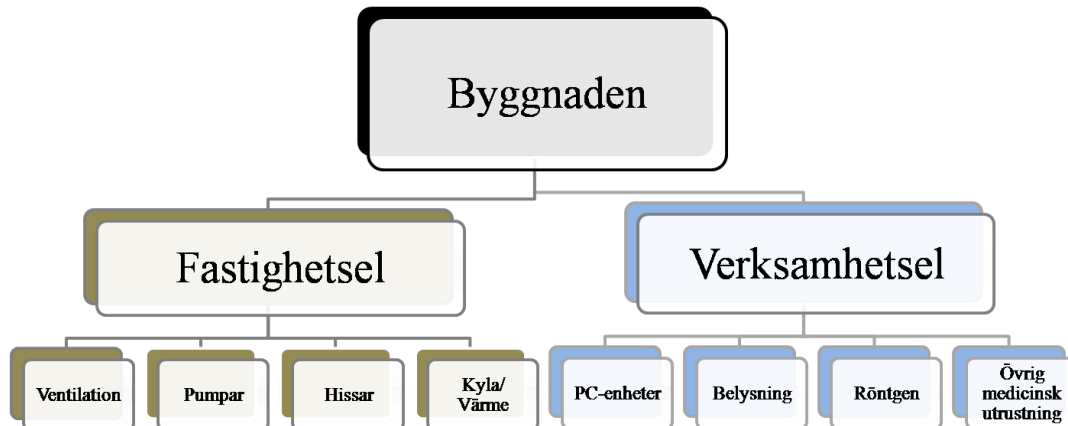 Byggnaden
Fastighetsel
Verksamhetsel
Ventilation
Pumpar
Hissar
Kyla/
Värme
PC-enheter
Belysning
Röntgen
Övrig
medicinsk
utrustning